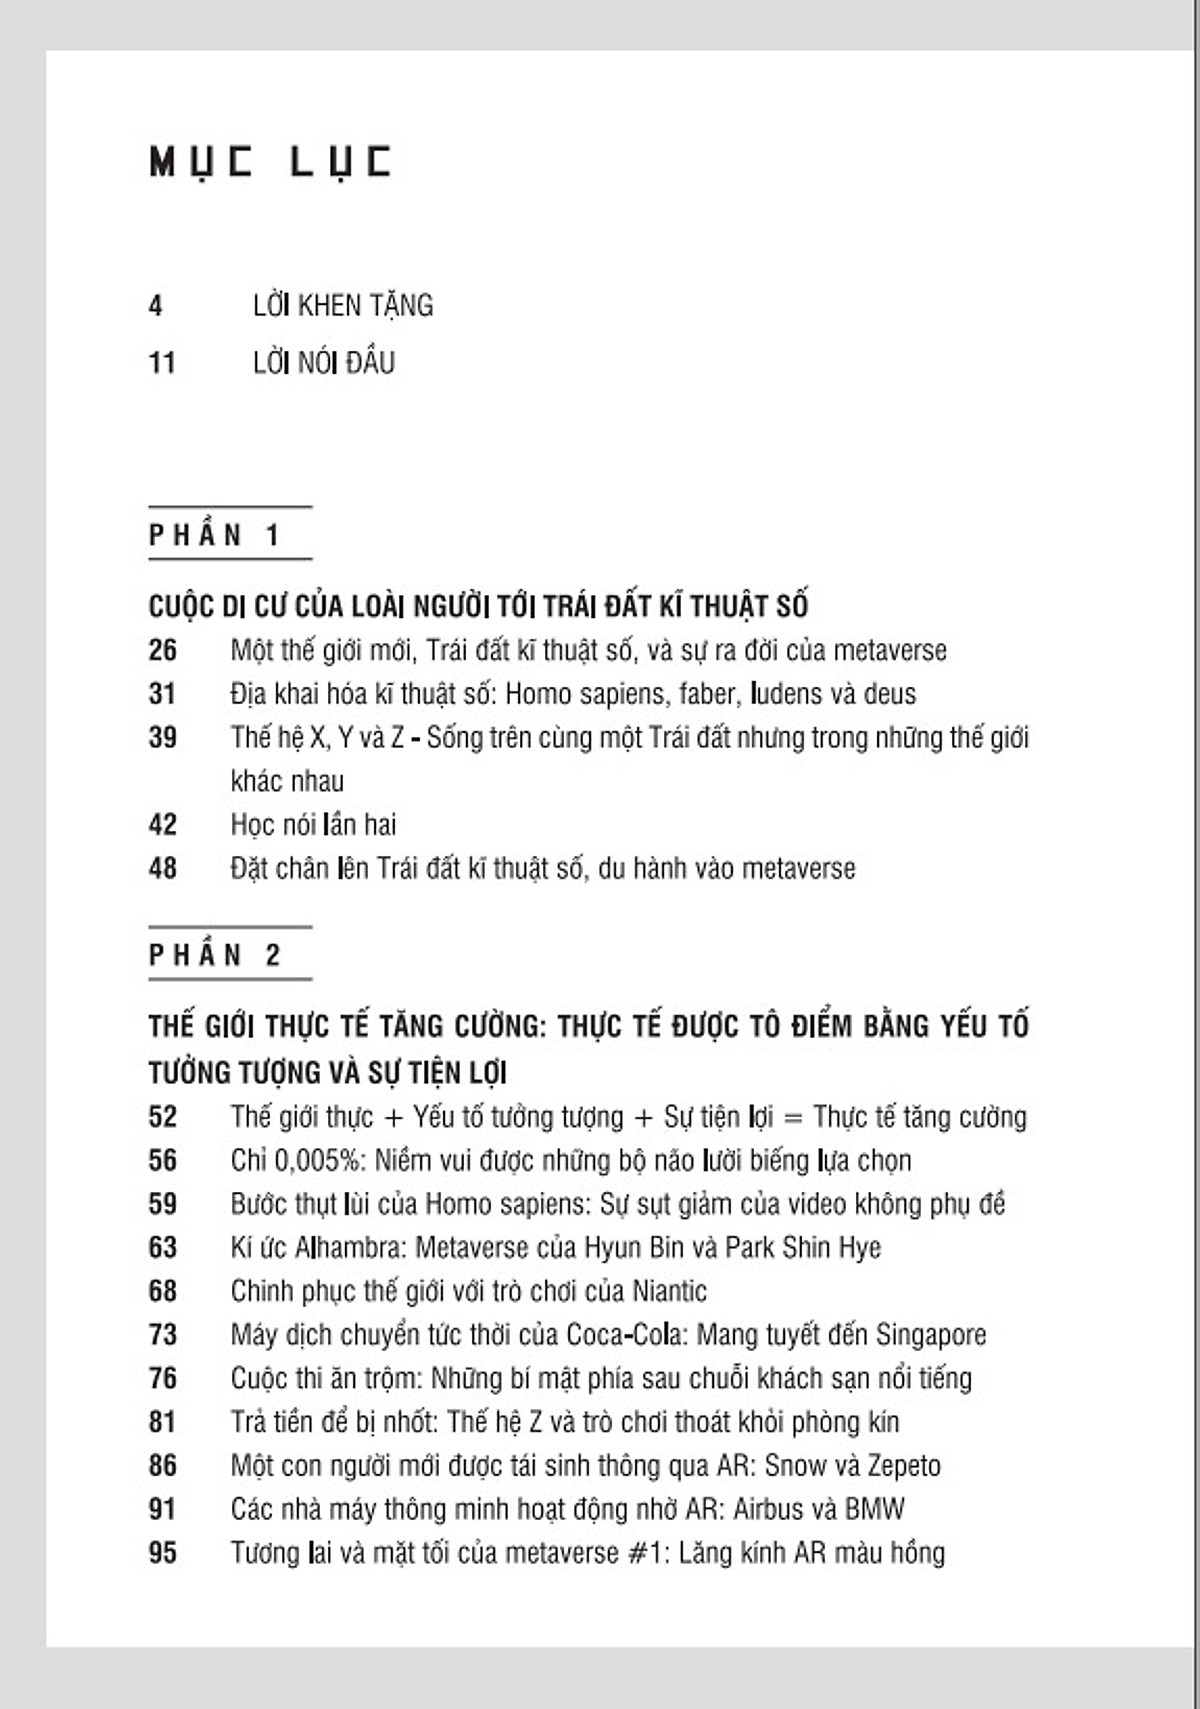 MỤC LỤC
4 LỜI KHEN TẶNG
11 LỜI NÓI ĐẦU
PHẦN 1
CUỘC DI CƯ CỦA LOÀI NGƯỜI TỚI TRÁI ĐẤT KĨ THUẬT SỐ
26 Một thế giới mới, Trái đất kĩ thuật số, và sự ra đời của metaverse
31 Địa khai hóa kĩ thuật số: Homo sapiens, faber, ludens và deus
39 Thế hệ X, Y và Z - Sống trên cùng một Trái đất nhưng trong những thế giới
khác nhau
42 Học nói lần hai
48 Đặt chân lên Trái đất kĩ thuật số, du hành vào metaverse
PHẦN 2
THẾ GIỚI THỰC TẾ TĂNG CƯỜNG: THỰC TẾ ĐƯỢC TÔ ĐIỂM BẰNG YẾU TỐ
TƯỞNG TƯỢNG VÀ SỰ TIỆN LỢI
52 Thế giới thực + Yếu tố tưởng tượng + Sự tiện lợi = Thực tế tăng cường
56 Chỉ 0,005%: Niềm vui được những bộ não lười biếng lựa chọn
59 Bước thụt lùi của Homo sapiens: Sự sụt giảm của video không phụ đề
63 Kí ức Alhambra: Metaverse của Hyun Bin và Park Shin Hye
68 Chinh phục thế giới với trò chơi của Niantic
73 Máy dịch chuyển tức thời của Coca-Cola: Mang tuyết đến Singapore
76 Cuộc thi ăn trộm: Những bí mật phía sau chuỗi khách sạn nổi tiếng
81 Trả tiền để bị nhốt: Thế hệ Z và trò chơi thoát khỏi phòng kín
86 Một con người mới được tái sinh thông qua AR: Snow và Zepeto
91 Các nhà máy thông minh hoạt động nhờ AR: Airbus và BMW
95 Tương lai và mặt tối của metaverse #1: Lăng kính AR màu hồng